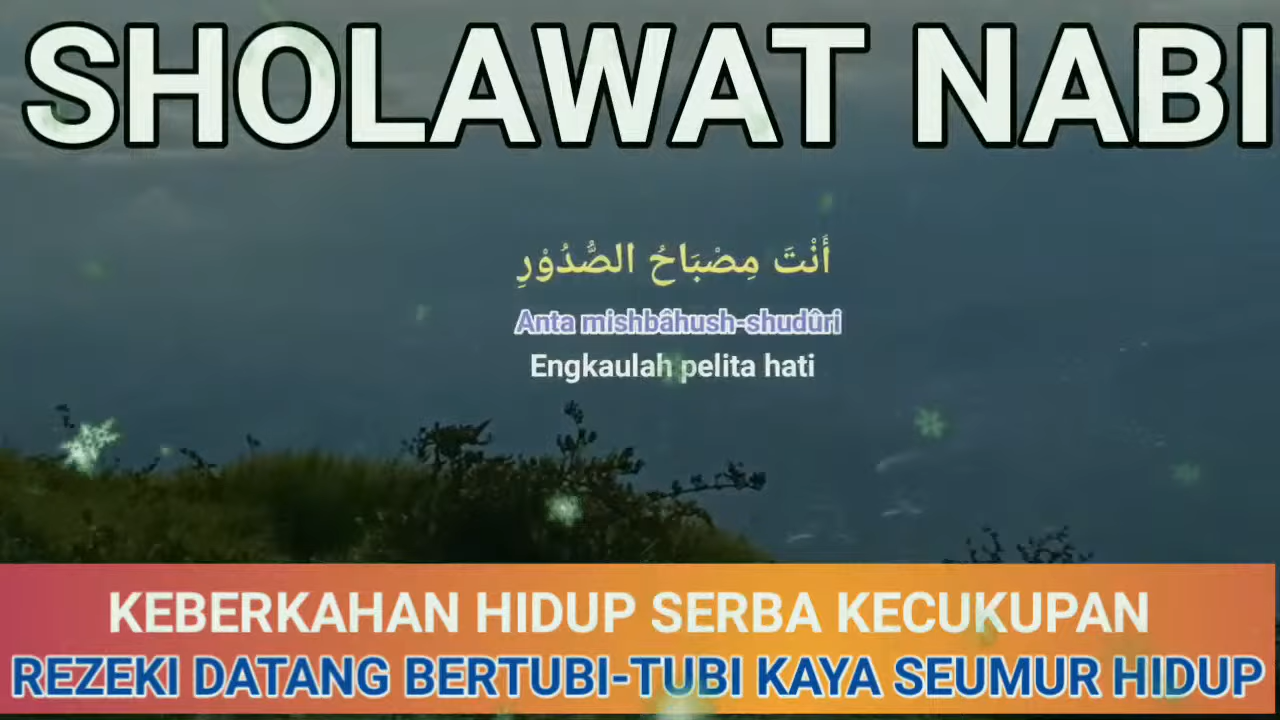 SHOLAWAT NABI
أَنْتَ مِصْبَاحُ الصُّدُوْرِ
Anta mishbâhush-shudûri
Engkaulah pelita hati
KEBERKAHAN HIDUP SERBA KECUKUPAN
REZEKI DATANG BERTUBI-TUBI KAYA SEUMUR HIDUP